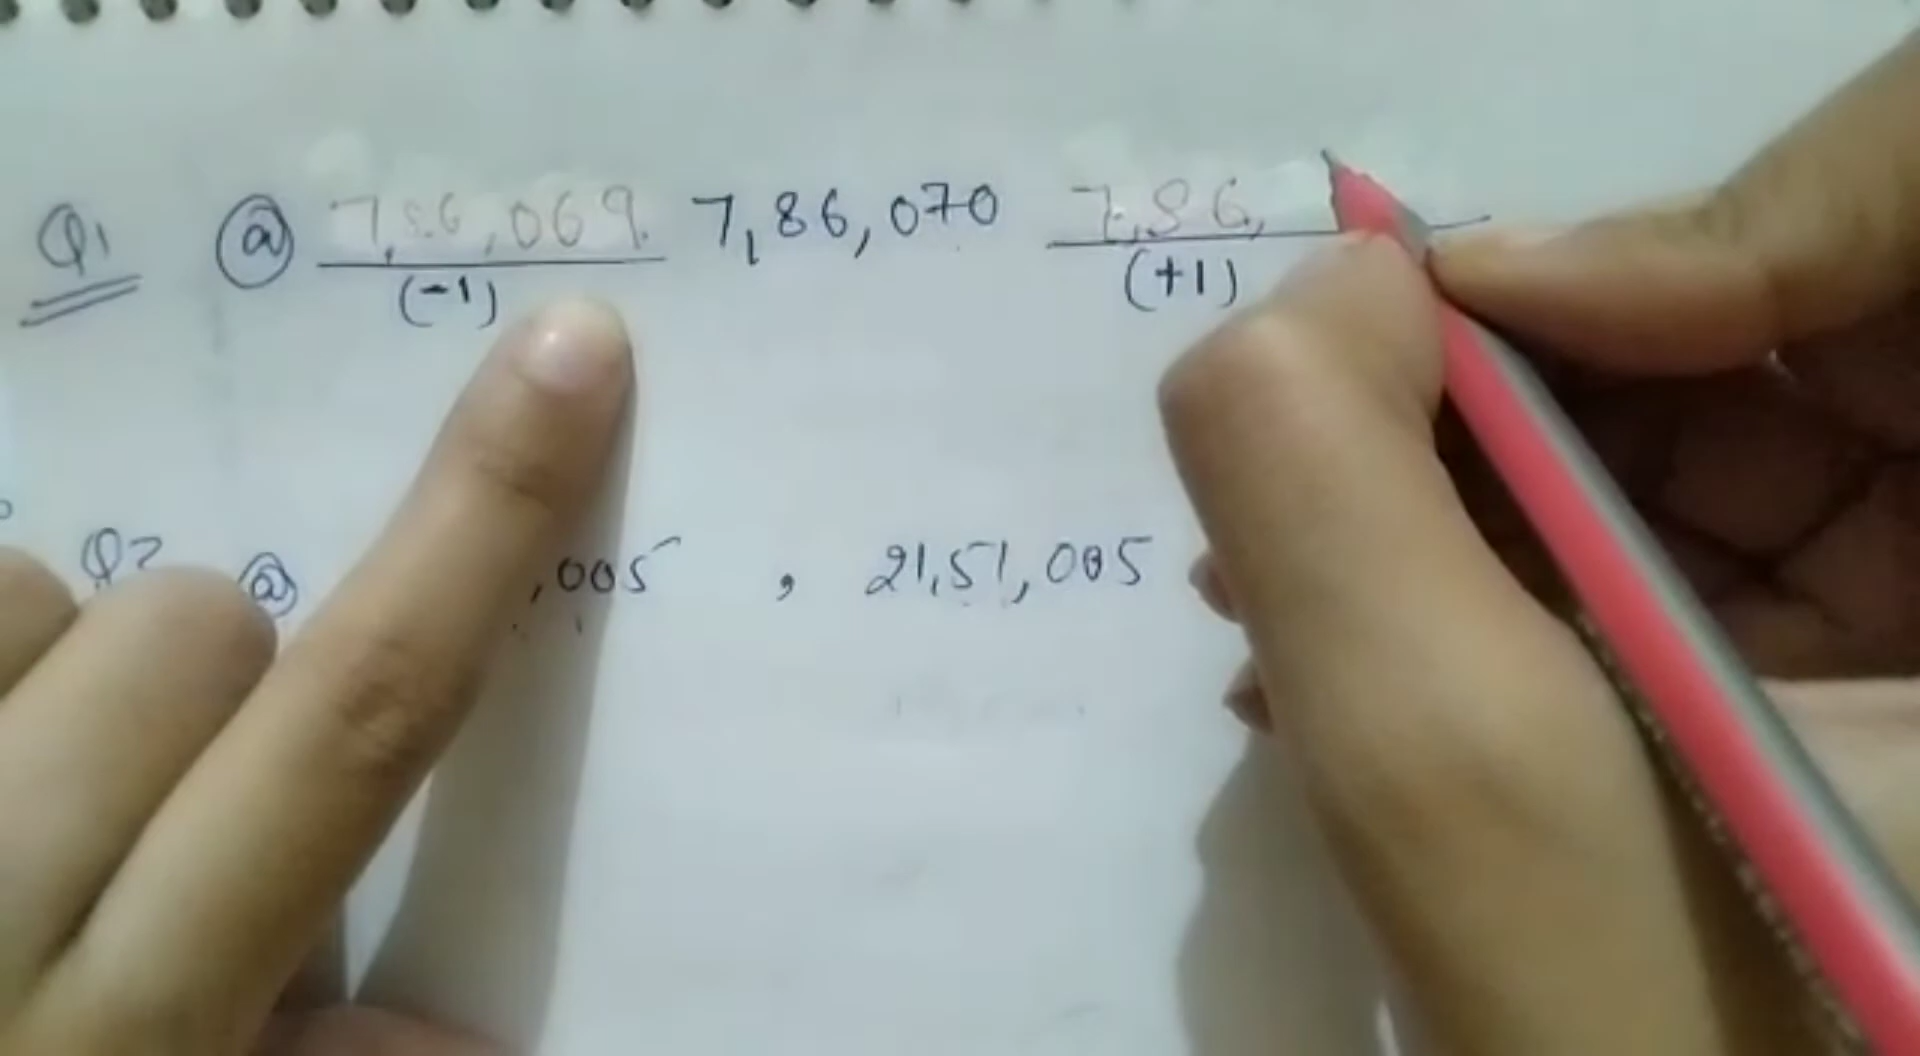 Q1 (a) 7,86,069 7,86,070 7,86,
(-1) (+1)
Q2 (a) ,005 , 21,51,005